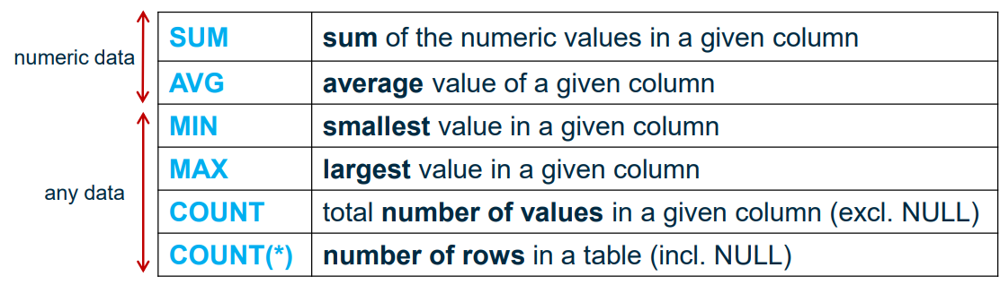 numeric data
SUM sum of the numeric values in a given column
AVG average value of a given column
any data
MIN smallest value in a given column
MAX largest value in a given column
COUNT total number of values in a given column (excl. NULL)
COUNT(*) number of rows in a table (incl. NULL)